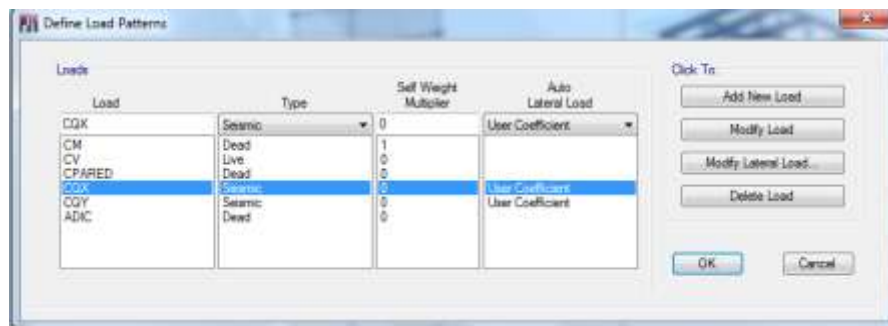 Define Load Patterns
Loads
Click To:
Load Type Self Weight Multiplier Auto Lateral Load
CQX Seismic 0 User Coefficient
CM Dead 1
CV Live 0
CPARED Dead 0
CQX Seismic 0 User Coefficient
CQY Seismic 0 User Coefficient
ADIC Dead 0
Add New Load
Modify Load
Modify Lateral Load...
Delete Load
OK Cancel